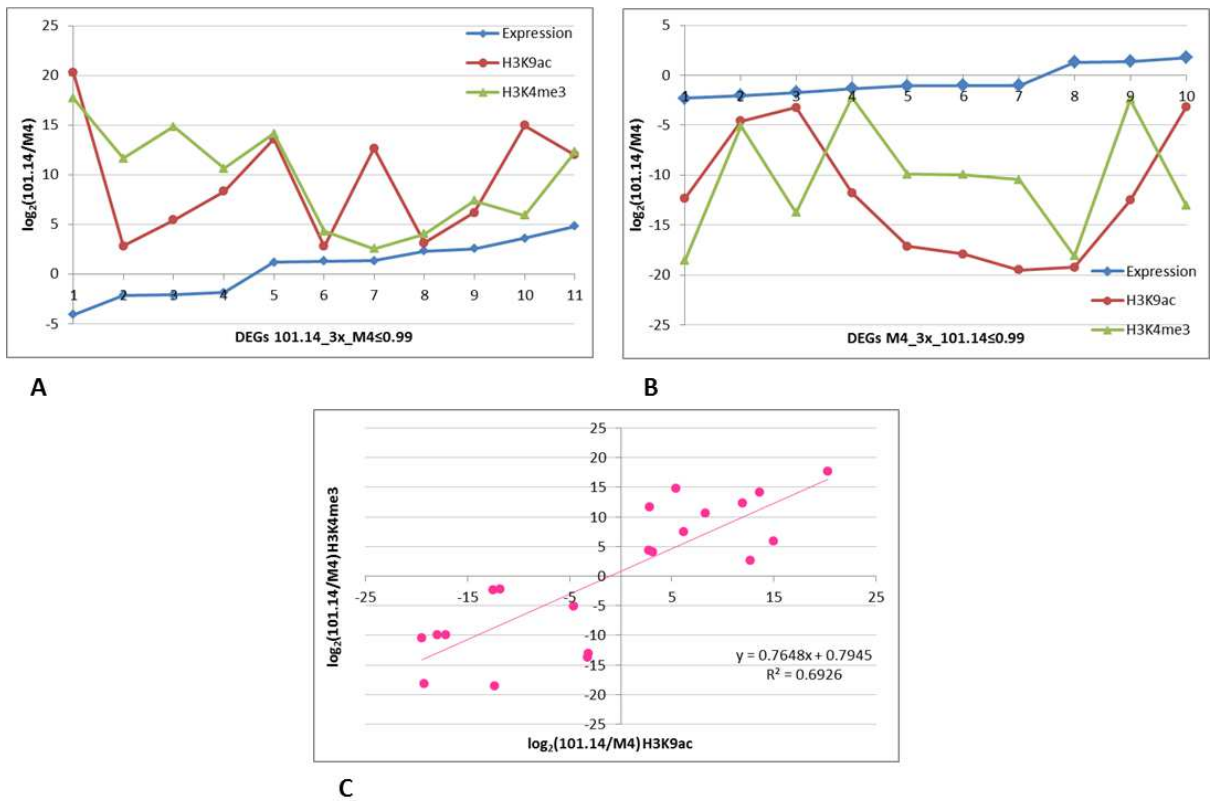 log2(101.14/M4)
25
20
15
10
5
0
-5
1 2 3 4 5 6 7 8 9 10 11
Expression
H3K9ac
H3K4me3
DEGs 101.14_3x_M4≤0.99
A
log2(101.14/M4)
5
0
-5
-10
-15
-20
-25
1 2 3 4 5 6 7 8 9 10
Expression
H3K9ac
H3K4me3
DEGs M4_3x_101.14≤0.99
B
log2(101.14/M4) H3K4me3
25
20
15
10
5
0
-5
-10
-15
-20
-25
-25 -15 -5 5 15 25
y = 0.7648x + 0.7945
R² = 0.6926
log2(101.14/M4) H3K9ac
C